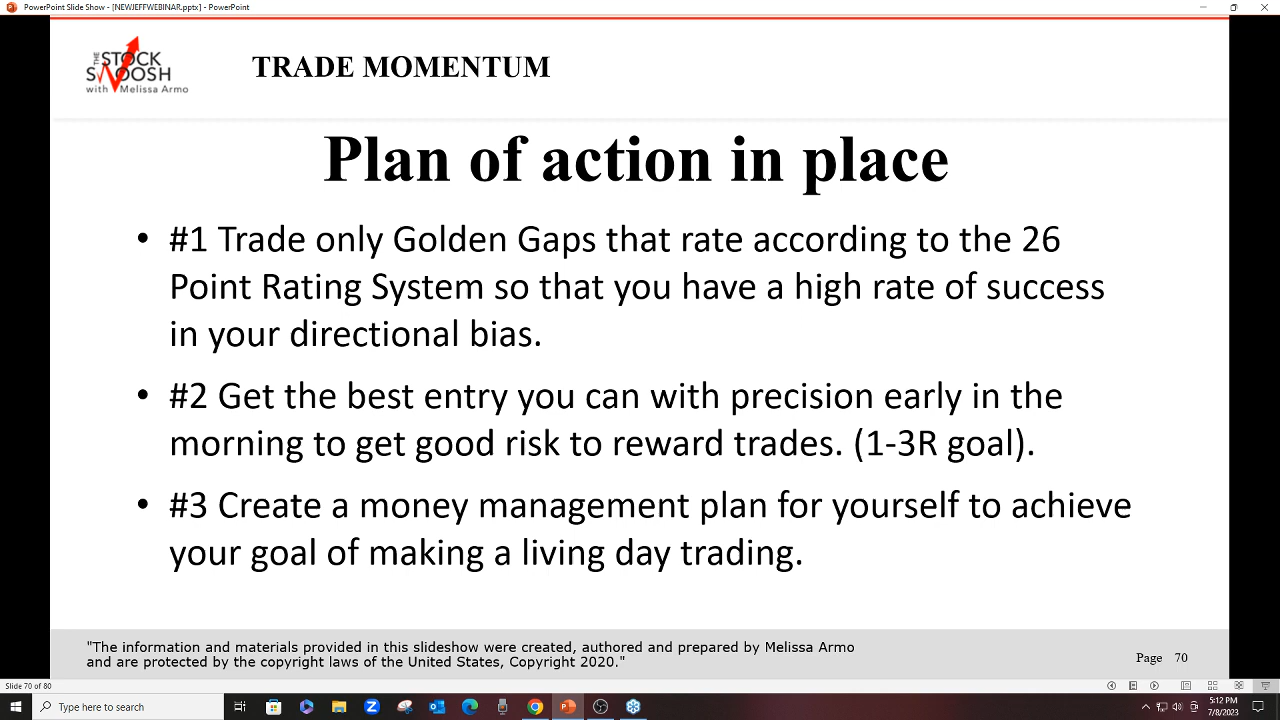 PowerPoint Slide Show - [NEWJEFFWEBINAR.pptx] - PowerPoint
THE
STOCK
SWOOSH
with Melissa Armo
TRADE MOMENTUM
Plan of action in place
• #1 Trade only Golden Gaps that rate according to the 26
Point Rating System so that you have a high rate of success
in your directional bias.
• #2 Get the best entry you can with precision early in the
morning to get good risk to reward trades. (1-3R goal).
• #3 Create a money management plan for yourself to achieve
your goal of making a living day trading.
"The information and materials provided in this slideshow were created, authored and prepared by Melissa Armo
and are protected by the copyright laws of the United States, Copyright 2020."
Page 70
Slide 70 of 80
Type here to search
5:12 PM
7/8/2023